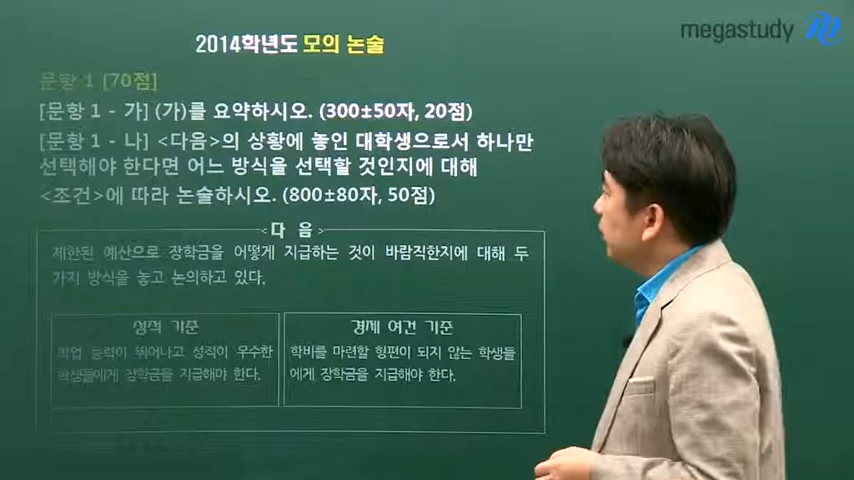 megastudy
2014학년도 모의 논술
문항 1 [70점]
[문항 1 - 가] (가)를 요약하시오. (300±50자, 20점)
[문항 1 - 나] <다음>의 상황에 놓인 대학생으로서 하나만
선택해야 한다면 어느 방식을 선택할 것인지에 대해
<조건>에 따라 논술하시오. (800±80자, 50점)
<다 음>
제한된 예산으로 장학금을 어떻게 지급하는 것이 바람직한지에 대해 두
가지 방식을 놓고 논의하고 있다.
성적 기준
학업 능력이 뛰어나고 성적이 우수한
학생들에게 장학금을 지급해야 한다.
경제 여건 기준
학비를 마련할 형편이 되지 않는 학생들
에게 장학금을 지급해야 한다.